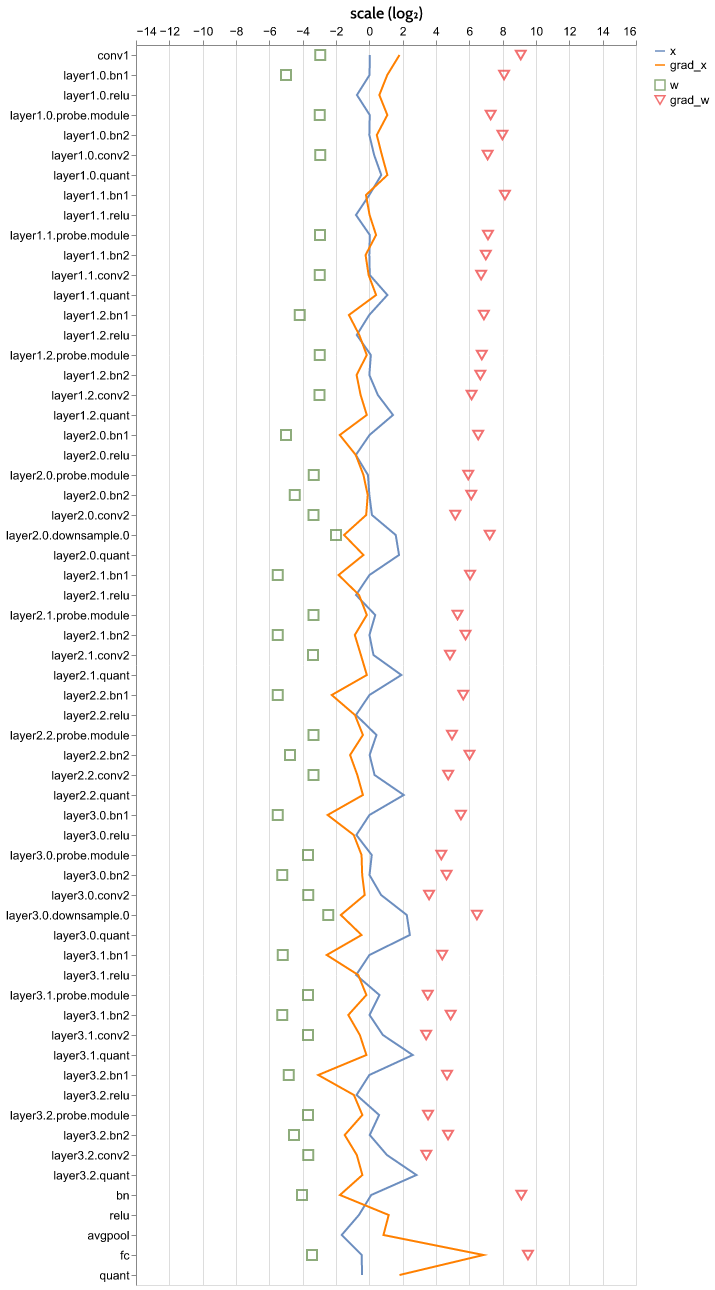 scale (log₂)
−14 −12 −10 −8 −6 −4 −2 0 2 4 6 8 10 12 14 16
x
grad_x
w
grad_w
conv1
layer1.0.bn1
layer1.0.relu
layer1.0.probe.module
layer1.0.bn2
layer1.0.conv2
layer1.0.quant
layer1.1.bn1
layer1.1.relu
layer1.1.probe.module
layer1.1.bn2
layer1.1.conv2
layer1.1.quant
layer1.2.bn1
layer1.2.relu
layer1.2.probe.module
layer1.2.bn2
layer1.2.conv2
layer1.2.quant
layer2.0.bn1
layer2.0.relu
layer2.0.probe.module
layer2.0.bn2
layer2.0.conv2
layer2.0.downsample.0
layer2.0.quant
layer2.1.bn1
layer2.1.relu
layer2.1.probe.module
layer2.1.bn2
layer2.1.conv2
layer2.1.quant
layer2.2.bn1
layer2.2.relu
layer2.2.probe.module
layer2.2.bn2
layer2.2.conv2
layer2.2.quant
layer3.0.bn1
layer3.0.relu
layer3.0.probe.module
layer3.0.bn2
layer3.0.conv2
layer3.0.downsample.0
layer3.0.quant
layer3.1.bn1
layer3.1.relu
layer3.1.probe.module
layer3.1.bn2
layer3.1.conv2
layer3.1.quant
layer3.2.bn1
layer3.2.relu
layer3.2.probe.module
layer3.2.bn2
layer3.2.conv2
layer3.2.quant
bn
relu
avgpool
fc
quant